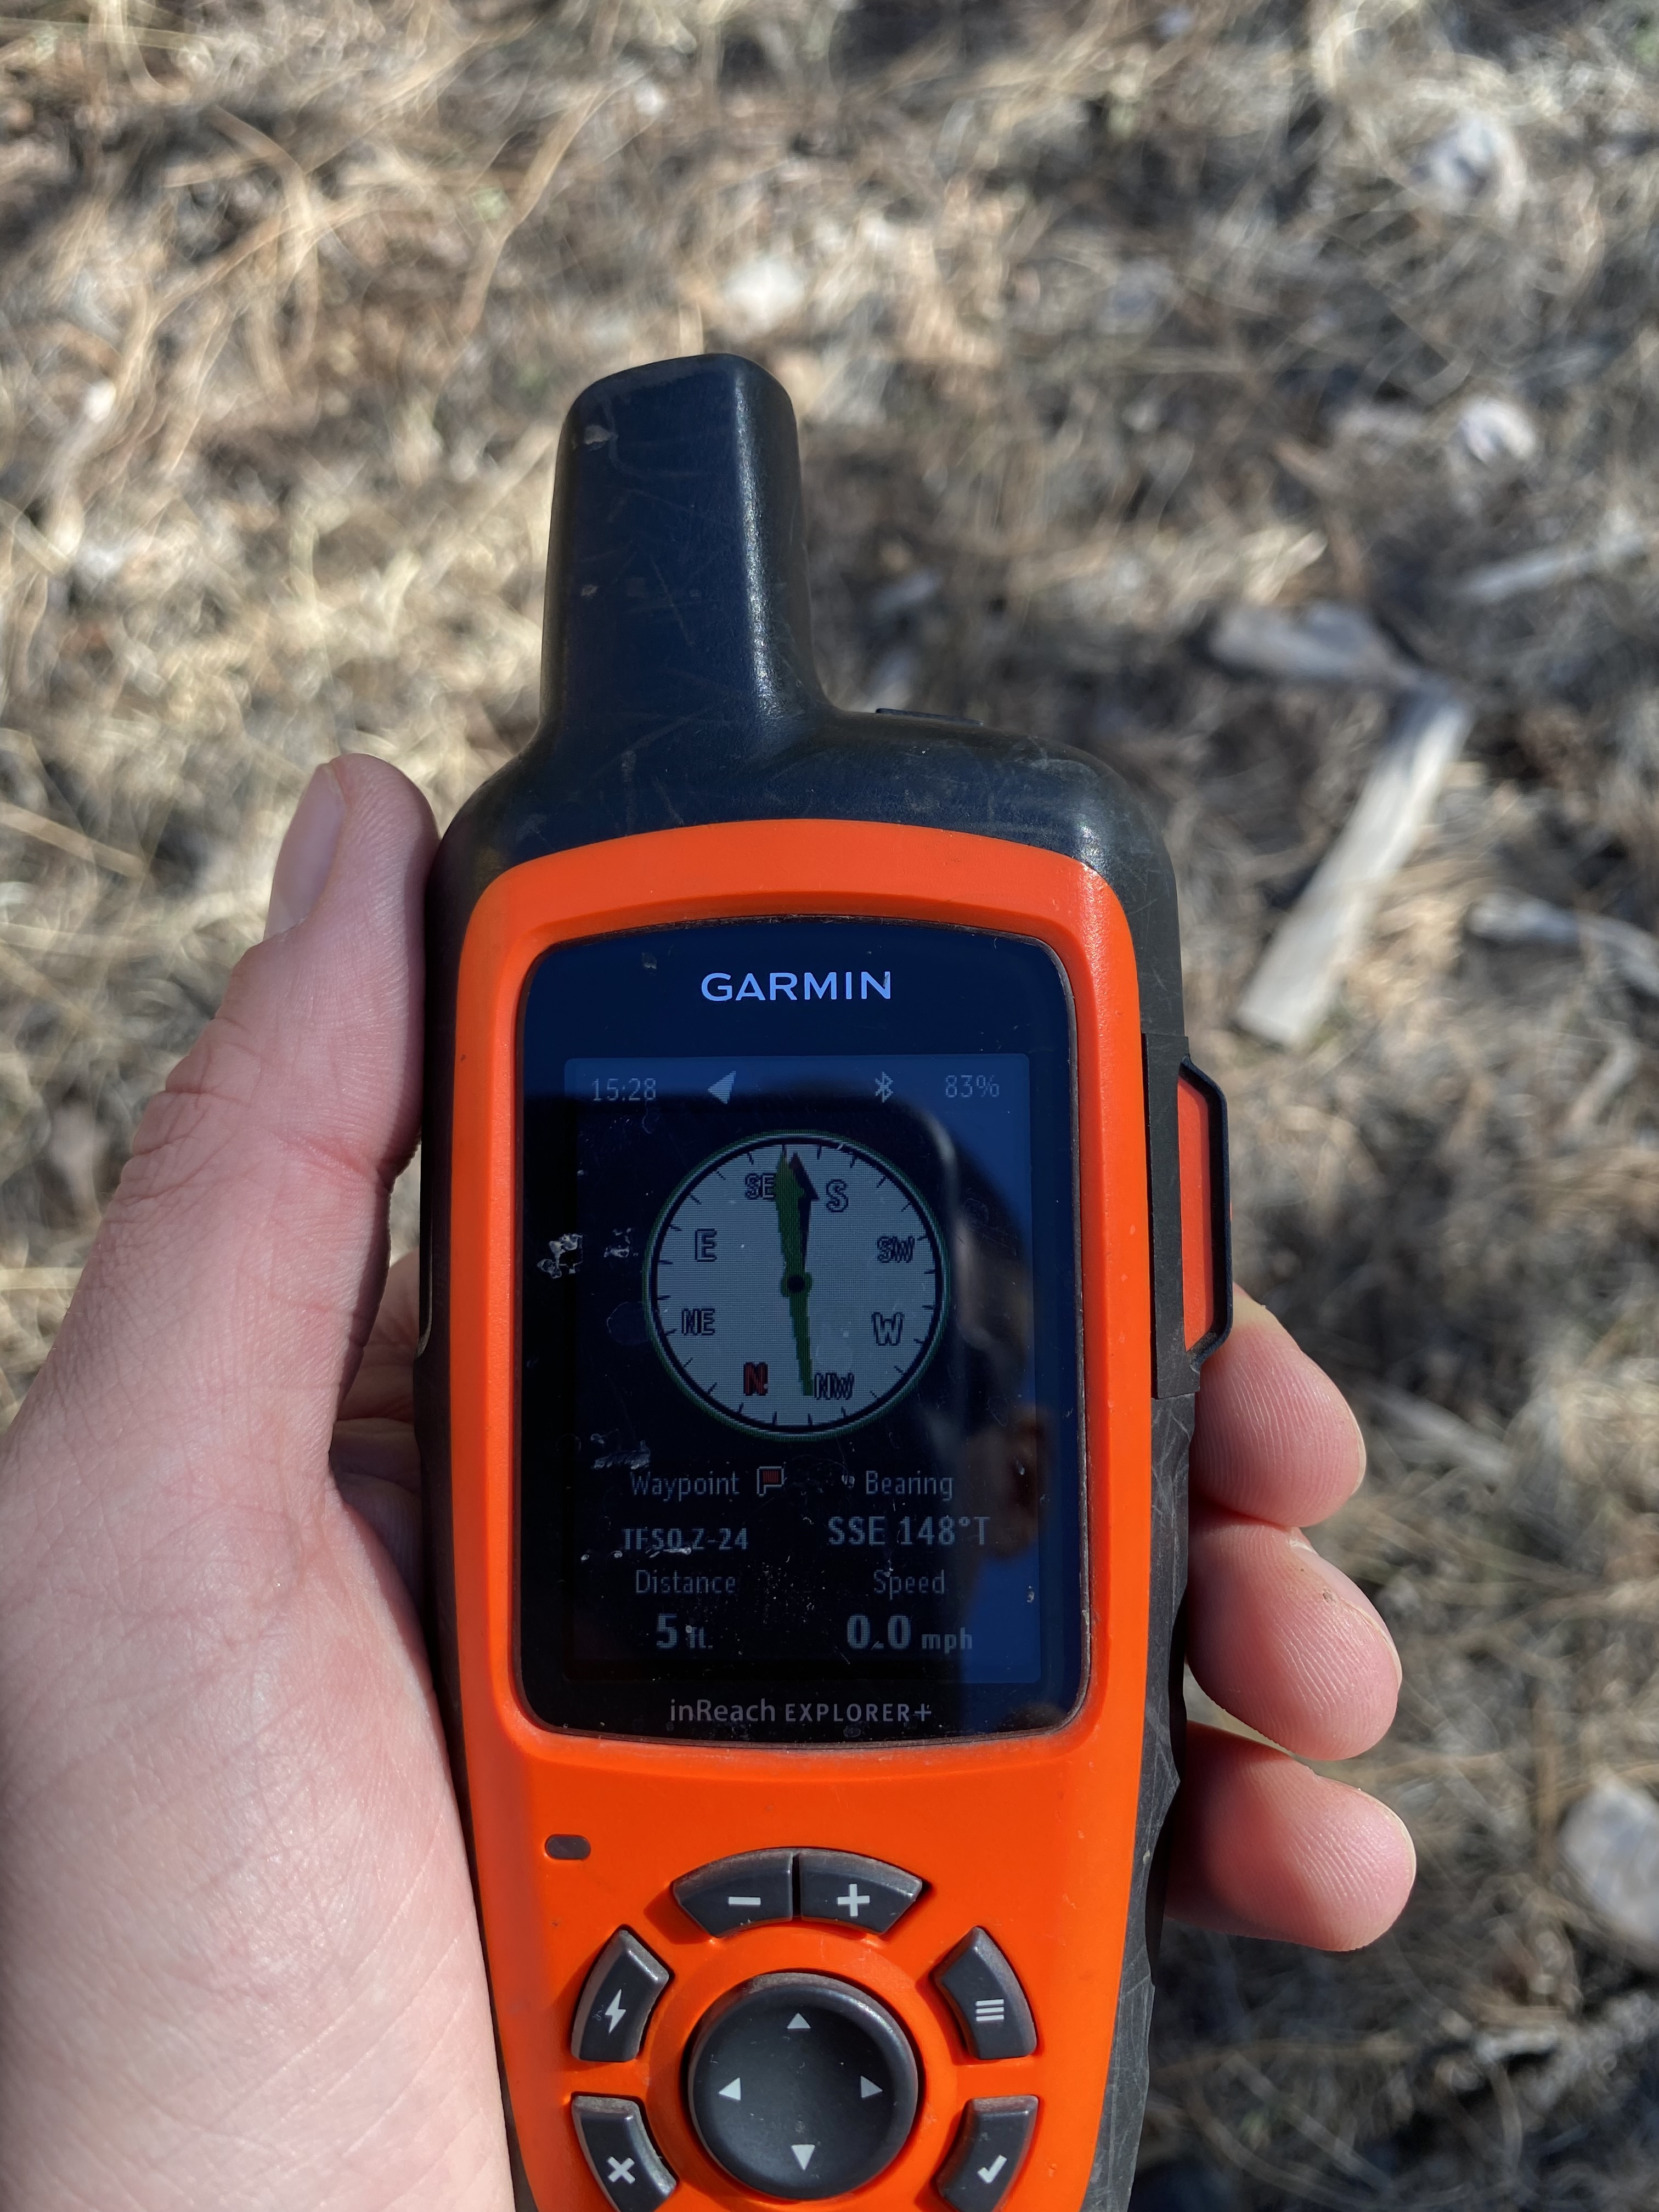 GARMIN
15:28 83%
SE S
E SW
NE W
N NW
Waypoint Bearing
SSE 148°T
Distance Speed
5 ft. 0.0 mph
inReach EXPLORER+